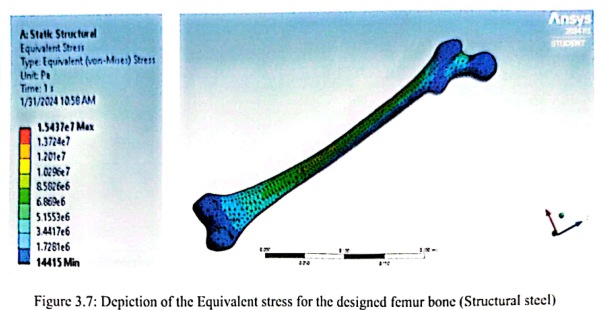 A: Static Structural
Equivalent Stress
Type: Equivalent (von-Mises) Stress
Unit: Pa
Time: 1 s
1/31/2024 10:58 AM
1.5437e7 Max
1.3724e7
1.201e7
1.0296e7
8.5826e6
6.869e6
5.1553e6
3.4417e6
1.7281e6
14415 Min
Ansys
STUDENT
0.000
Figure 3.7: Depiction of the Equivalent stress for the designed femur bone (Structural steel)